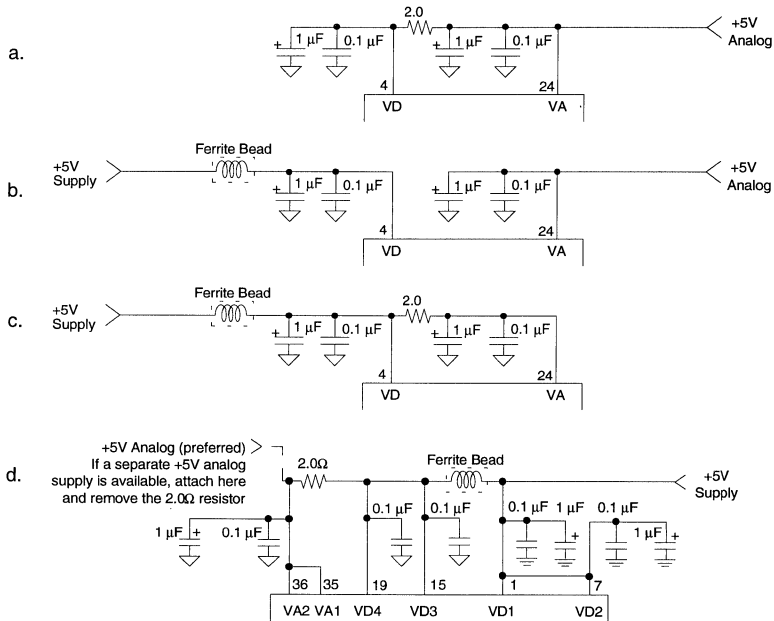 a.
2.0
+ 1 µF 0.1 µF + 1 µF 0.1 µF
+5V
Analog
4 24
VD VA
b.
+5V
Supply
Ferrite Bead
+ 1 µF 0.1 µF + 1 µF 0.1 µF
+5V
Analog
4 24
VD VA
c.
+5V
Supply
Ferrite Bead
2.0
+ 1 µF 0.1 µF + 1 µF 0.1 µF
4 24
VD VA
d.
+5V Analog (preferred)
If a separate +5V analog
supply is available, attach here
and remove the 2.0Ω resistor
2.0Ω
Ferrite Bead
+5V
Supply
1 µF + 0.1 µF 0.1 µF 0.1 µF 0.1 µF 1 µF + 0.1 µF 1 µF +
36 35 19 15 1 7
VA2 VA1 VD4 VD3 VD1 VD2